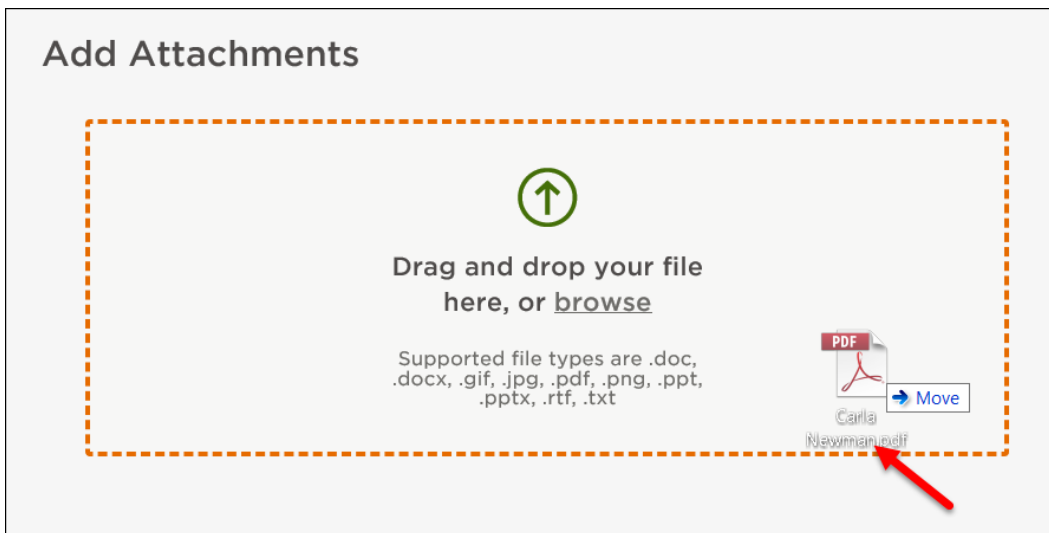 Add Attachments
Drag and drop your file
here, or browse
Supported file types are .doc,
.docx, .gif, .jpg, .pdf, .png, .ppt,
.pptx, .rtf, .txt
PDF
Move
Carla
Newman.pdf